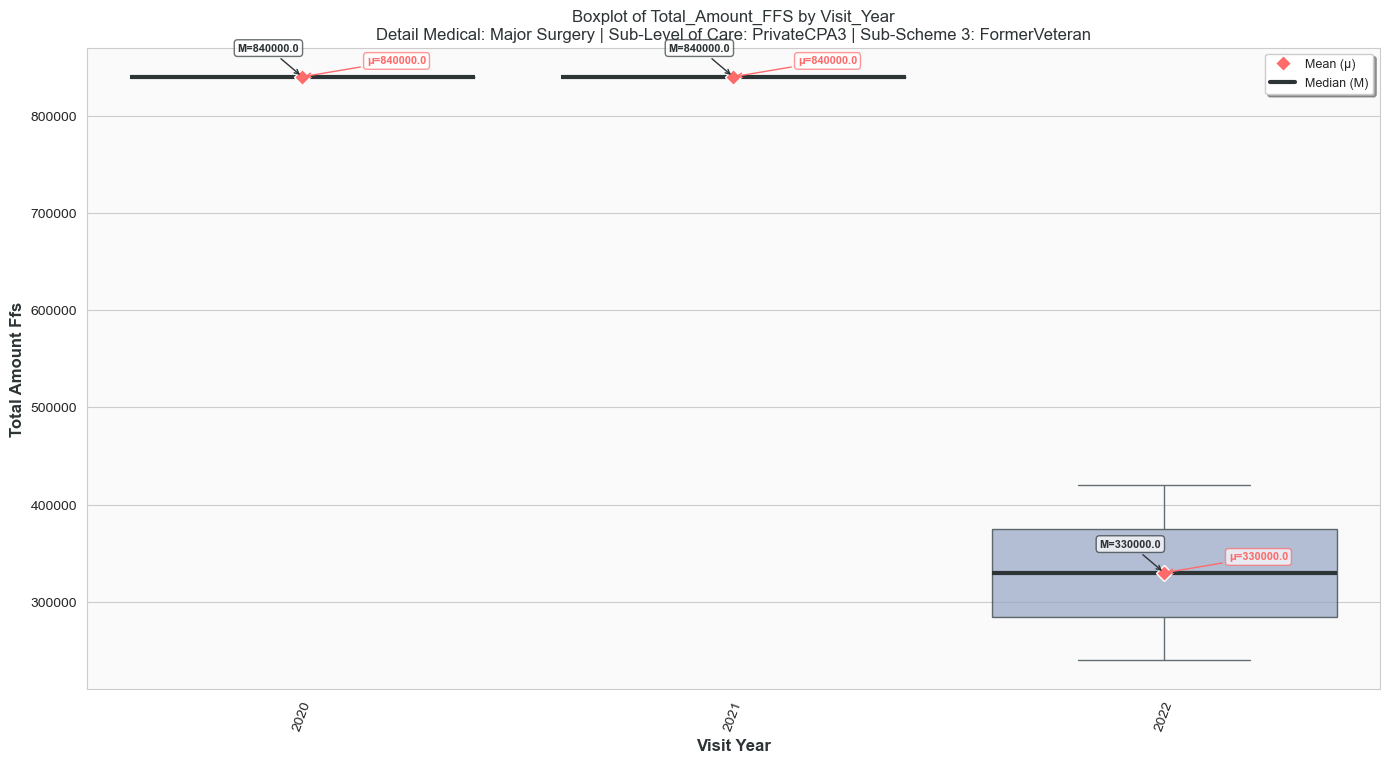 Boxplot of Total_Amount_FFS by Visit_Year
Detail Medical: Major Surgery | Sub-Level of Care: PrivateCPA3 | Sub-Scheme 3: FormerVeteran
M=840000.0
μ=840000.0
M=840000.0
μ=840000.0
Mean (μ)
Median (M)
800000
700000
600000
500000
400000
300000
Total Amount Ffs
M=330000.0
μ=330000.0
2020
2021
2022
Visit Year